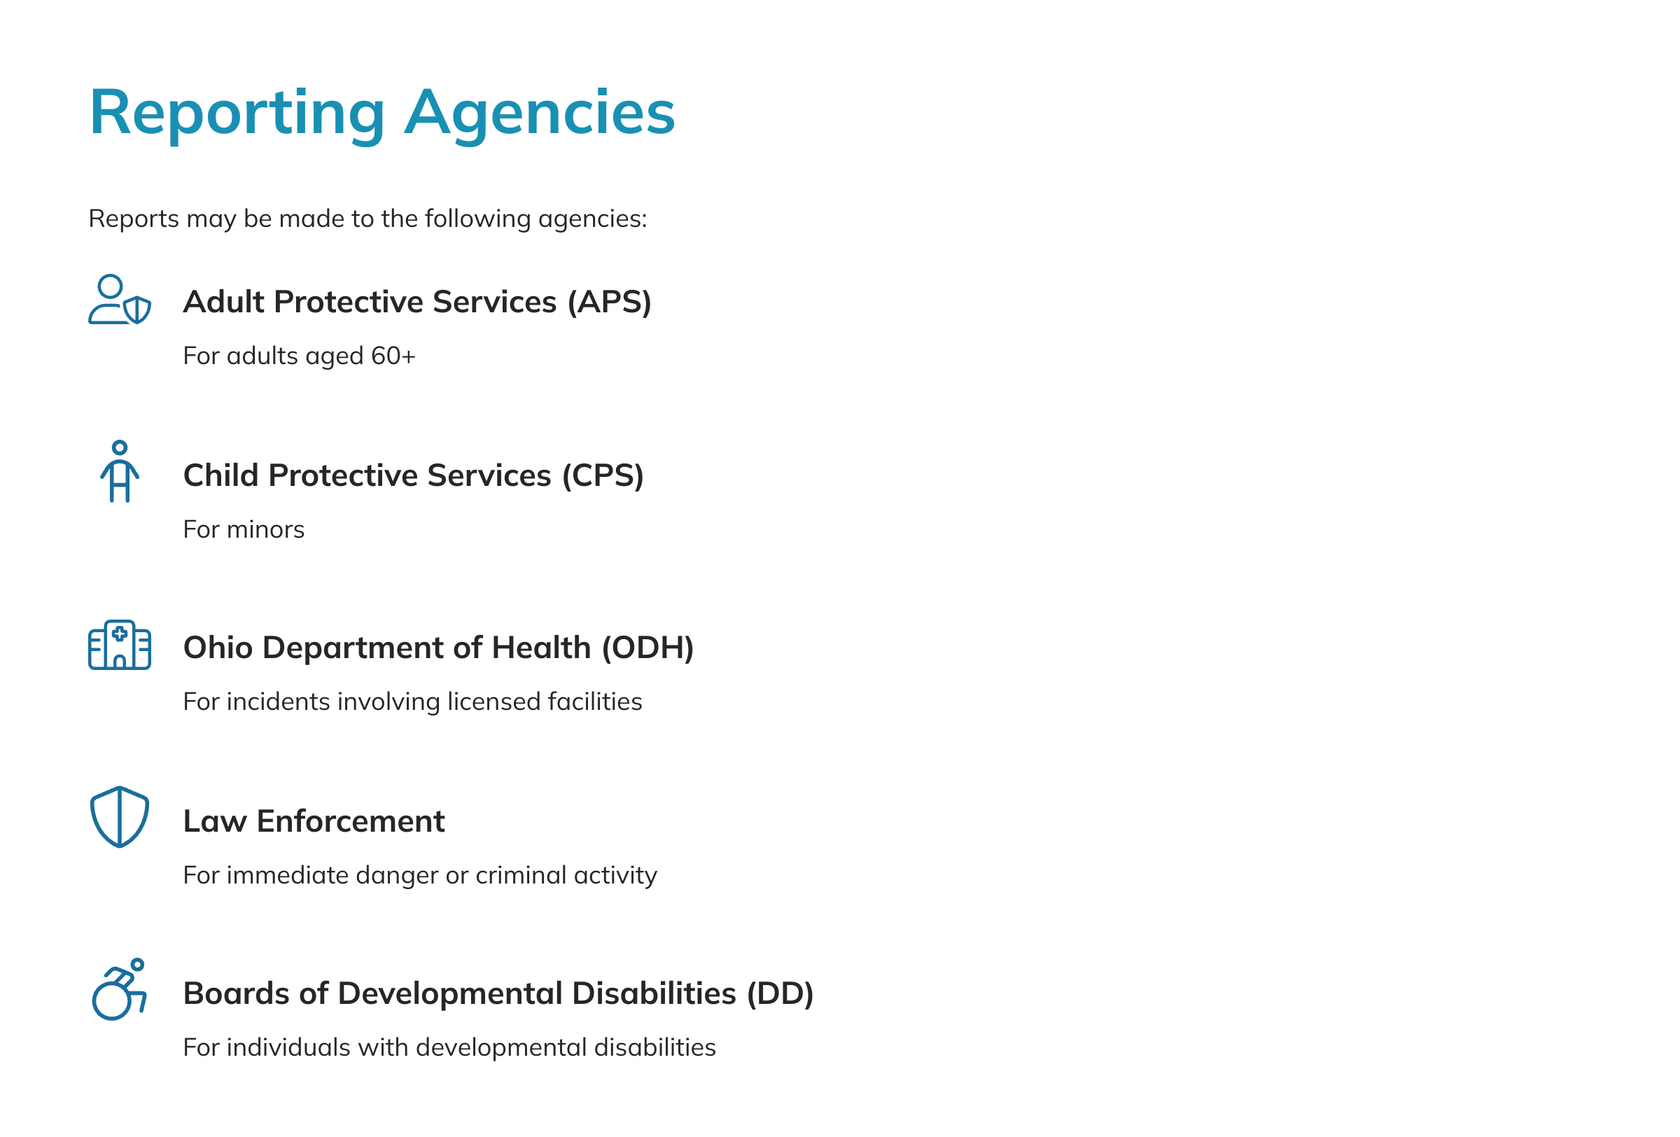 Reporting Agencies
Reports may be made to the following agencies:
Adult Protective Services (APS)
For adults aged 60+
Child Protective Services (CPS)
For minors
Ohio Department of Health (ODH)
For incidents involving licensed facilities
Law Enforcement
For immediate danger or criminal activity
Boards of Developmental Disabilities (DD)
For individuals with developmental disabilities